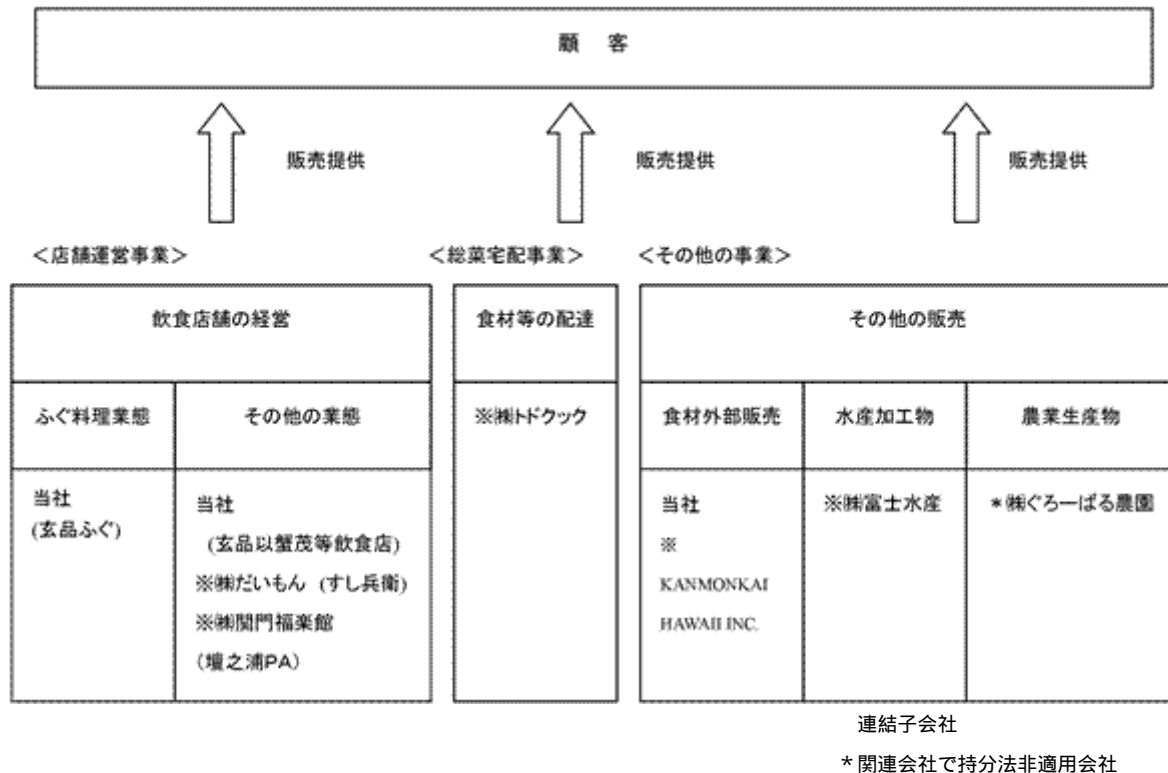 顧　客
販売提供
販売提供
販売提供
＜店舗運営事業＞
＜総菜宅配事業＞
＜その他の事業＞
飲食店舗の経営
食材等の配達
その他の販売
ふぐ料理業態
その他の業態
※㈱トドクック
食材外部販売
水産加工物
農業生産物
当社
(玄品ふぐ)
当社
(玄品以蟹茂等飲食店)
※㈱だいもん (すし兵衛)
※㈱関門福楽館
（壇之浦PA）
当社
※
KANMONKAI
HAWAII INC.
※㈱富士水産
＊㈱ぐろーばる農園
連結子会社
＊関連会社で持分法非適用会社